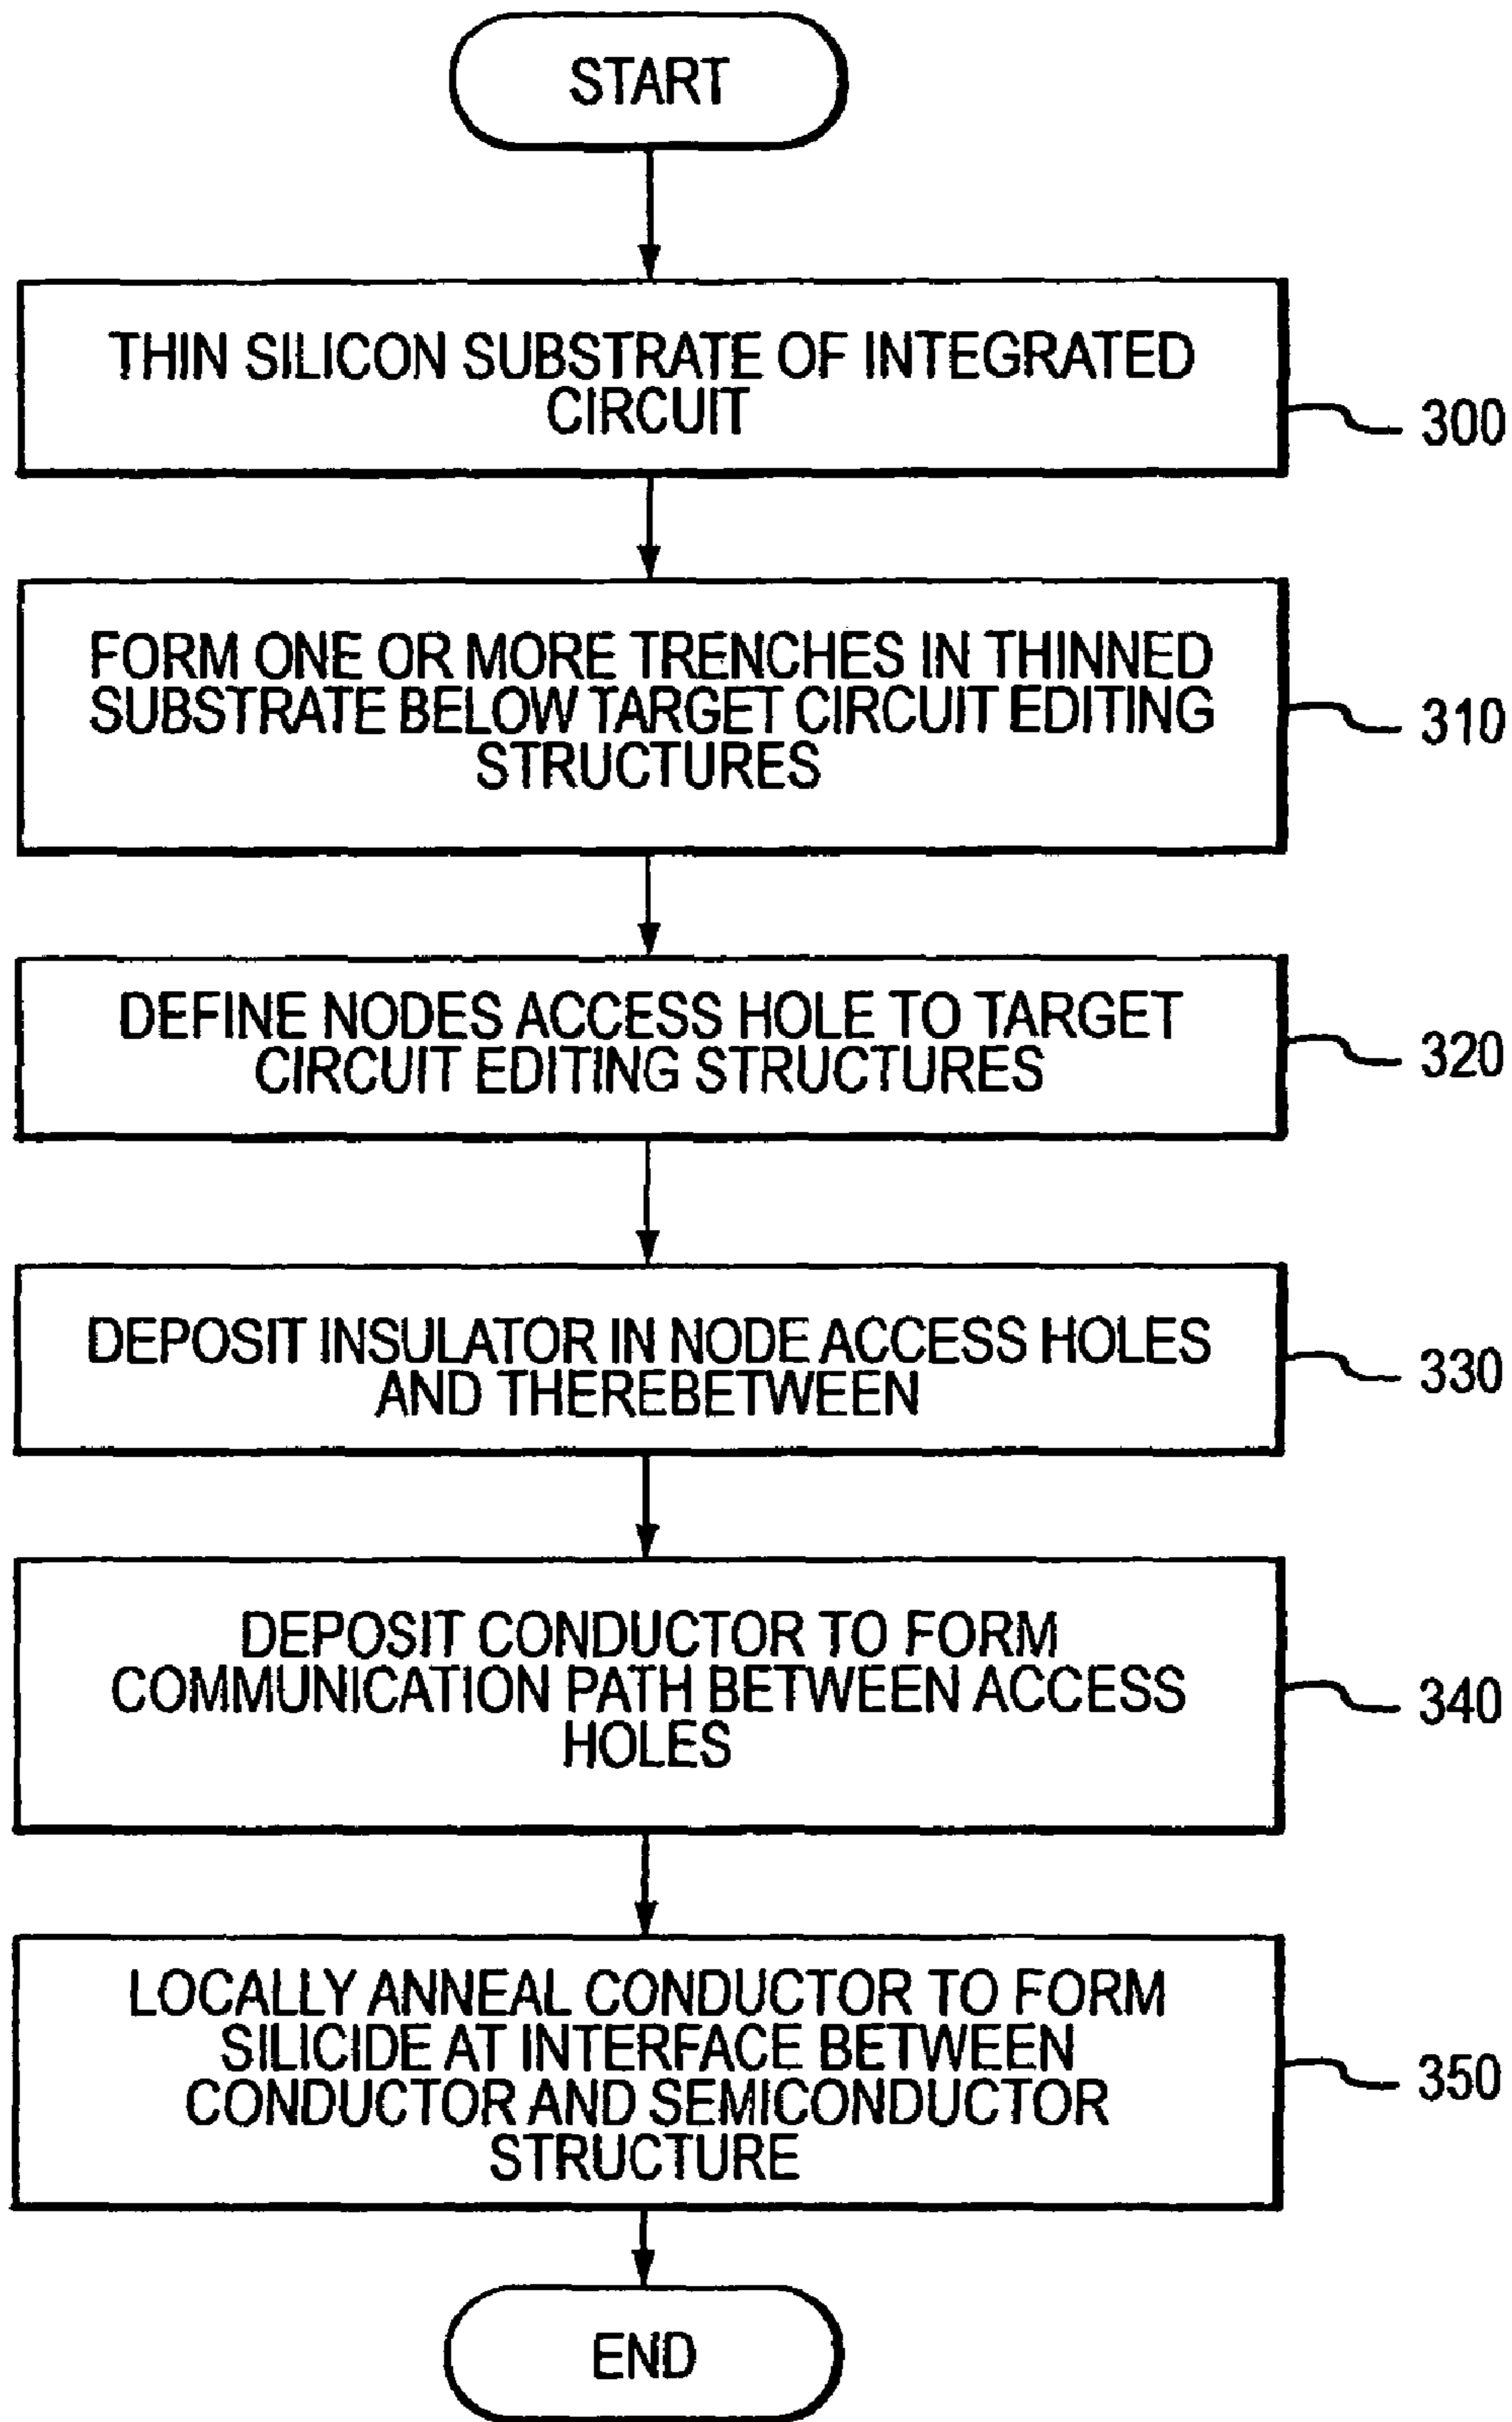 START
THIN SILICON SUBSTRATE OF INTEGRATED
CIRCUIT
300
FORM ONE OR MORE TRENCHES IN THINNED
SUBSTRATE BELOW TARGET CIRCUIT EDITING
STRUCTURES
310
DEFINE NODES ACCESS HOLE TO TARGET
CIRCUIT EDITING STRUCTURES
320
DEPOSIT INSULATOR IN NODE ACCESS HOLES
AND THEREBETWEEN
330
DEPOSIT CONDUCTOR TO FORM
COMMUNICATION PATH BETWEEN ACCESS
HOLES
340
LOCALLY ANNEAL CONDUCTOR TO FORM
SILICIDE AT INTERFACE BETWEEN
CONDUCTOR AND SEMICONDUCTOR
STRUCTURE
350
END